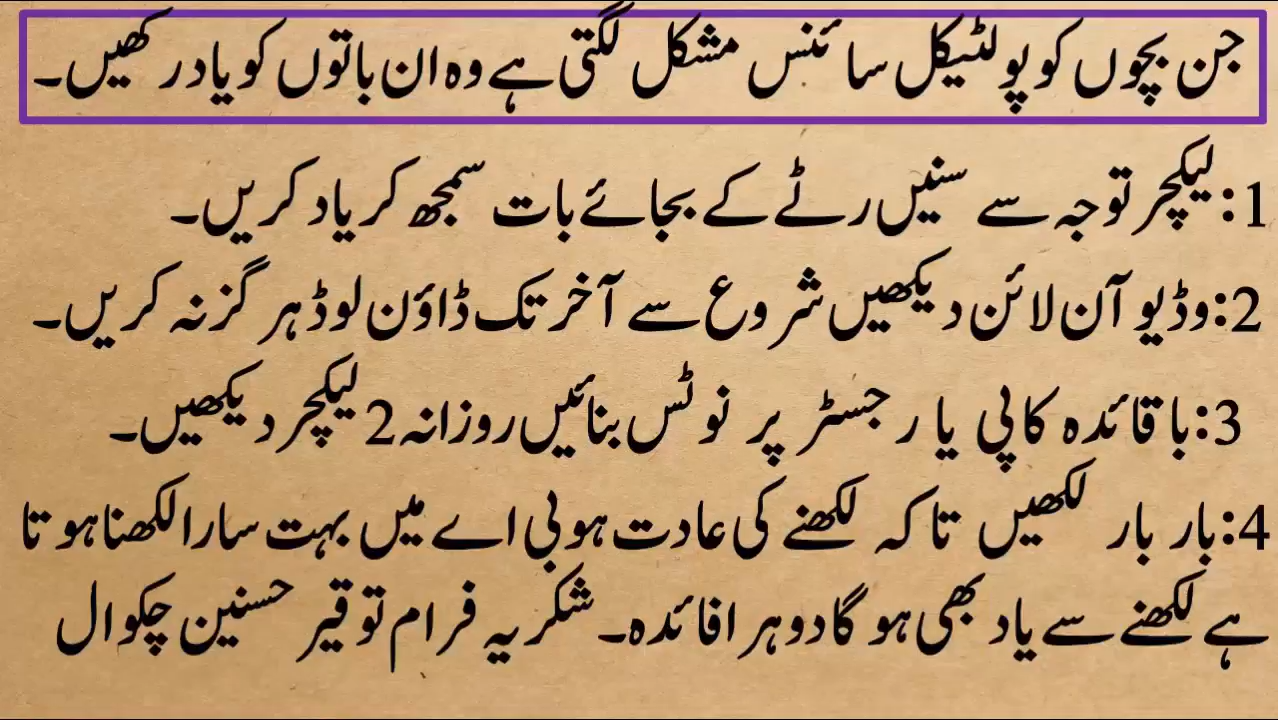 جن بچوں کو پولٹیکل سائنس مشکل لگتی ہے وہ ان باتوں کو یاد رکھیں۔
1: لیکچر توجہ سے سنیں رٹے کے بجائے بات سمجھ کر یاد کریں۔
2: وڈیو آن لائن دیکھیں شروع سے آخر تک ڈاؤن لوڈ ہر گز نہ کریں۔
3: باقائدہ کاپی یا رجسٹر پر نوٹس بنائیں روزانہ 2 لیکچر دیکھیں۔
4: بار بار لکھیں تاکہ لکھنے کی عادت ہو بی اے میں بہت سارا لکھنا ہوتا
ہے لکھنے سے یاد بھی ہو گا دوہرا فائدہ۔ شکریہ فرام توقیر حسنین چکوال